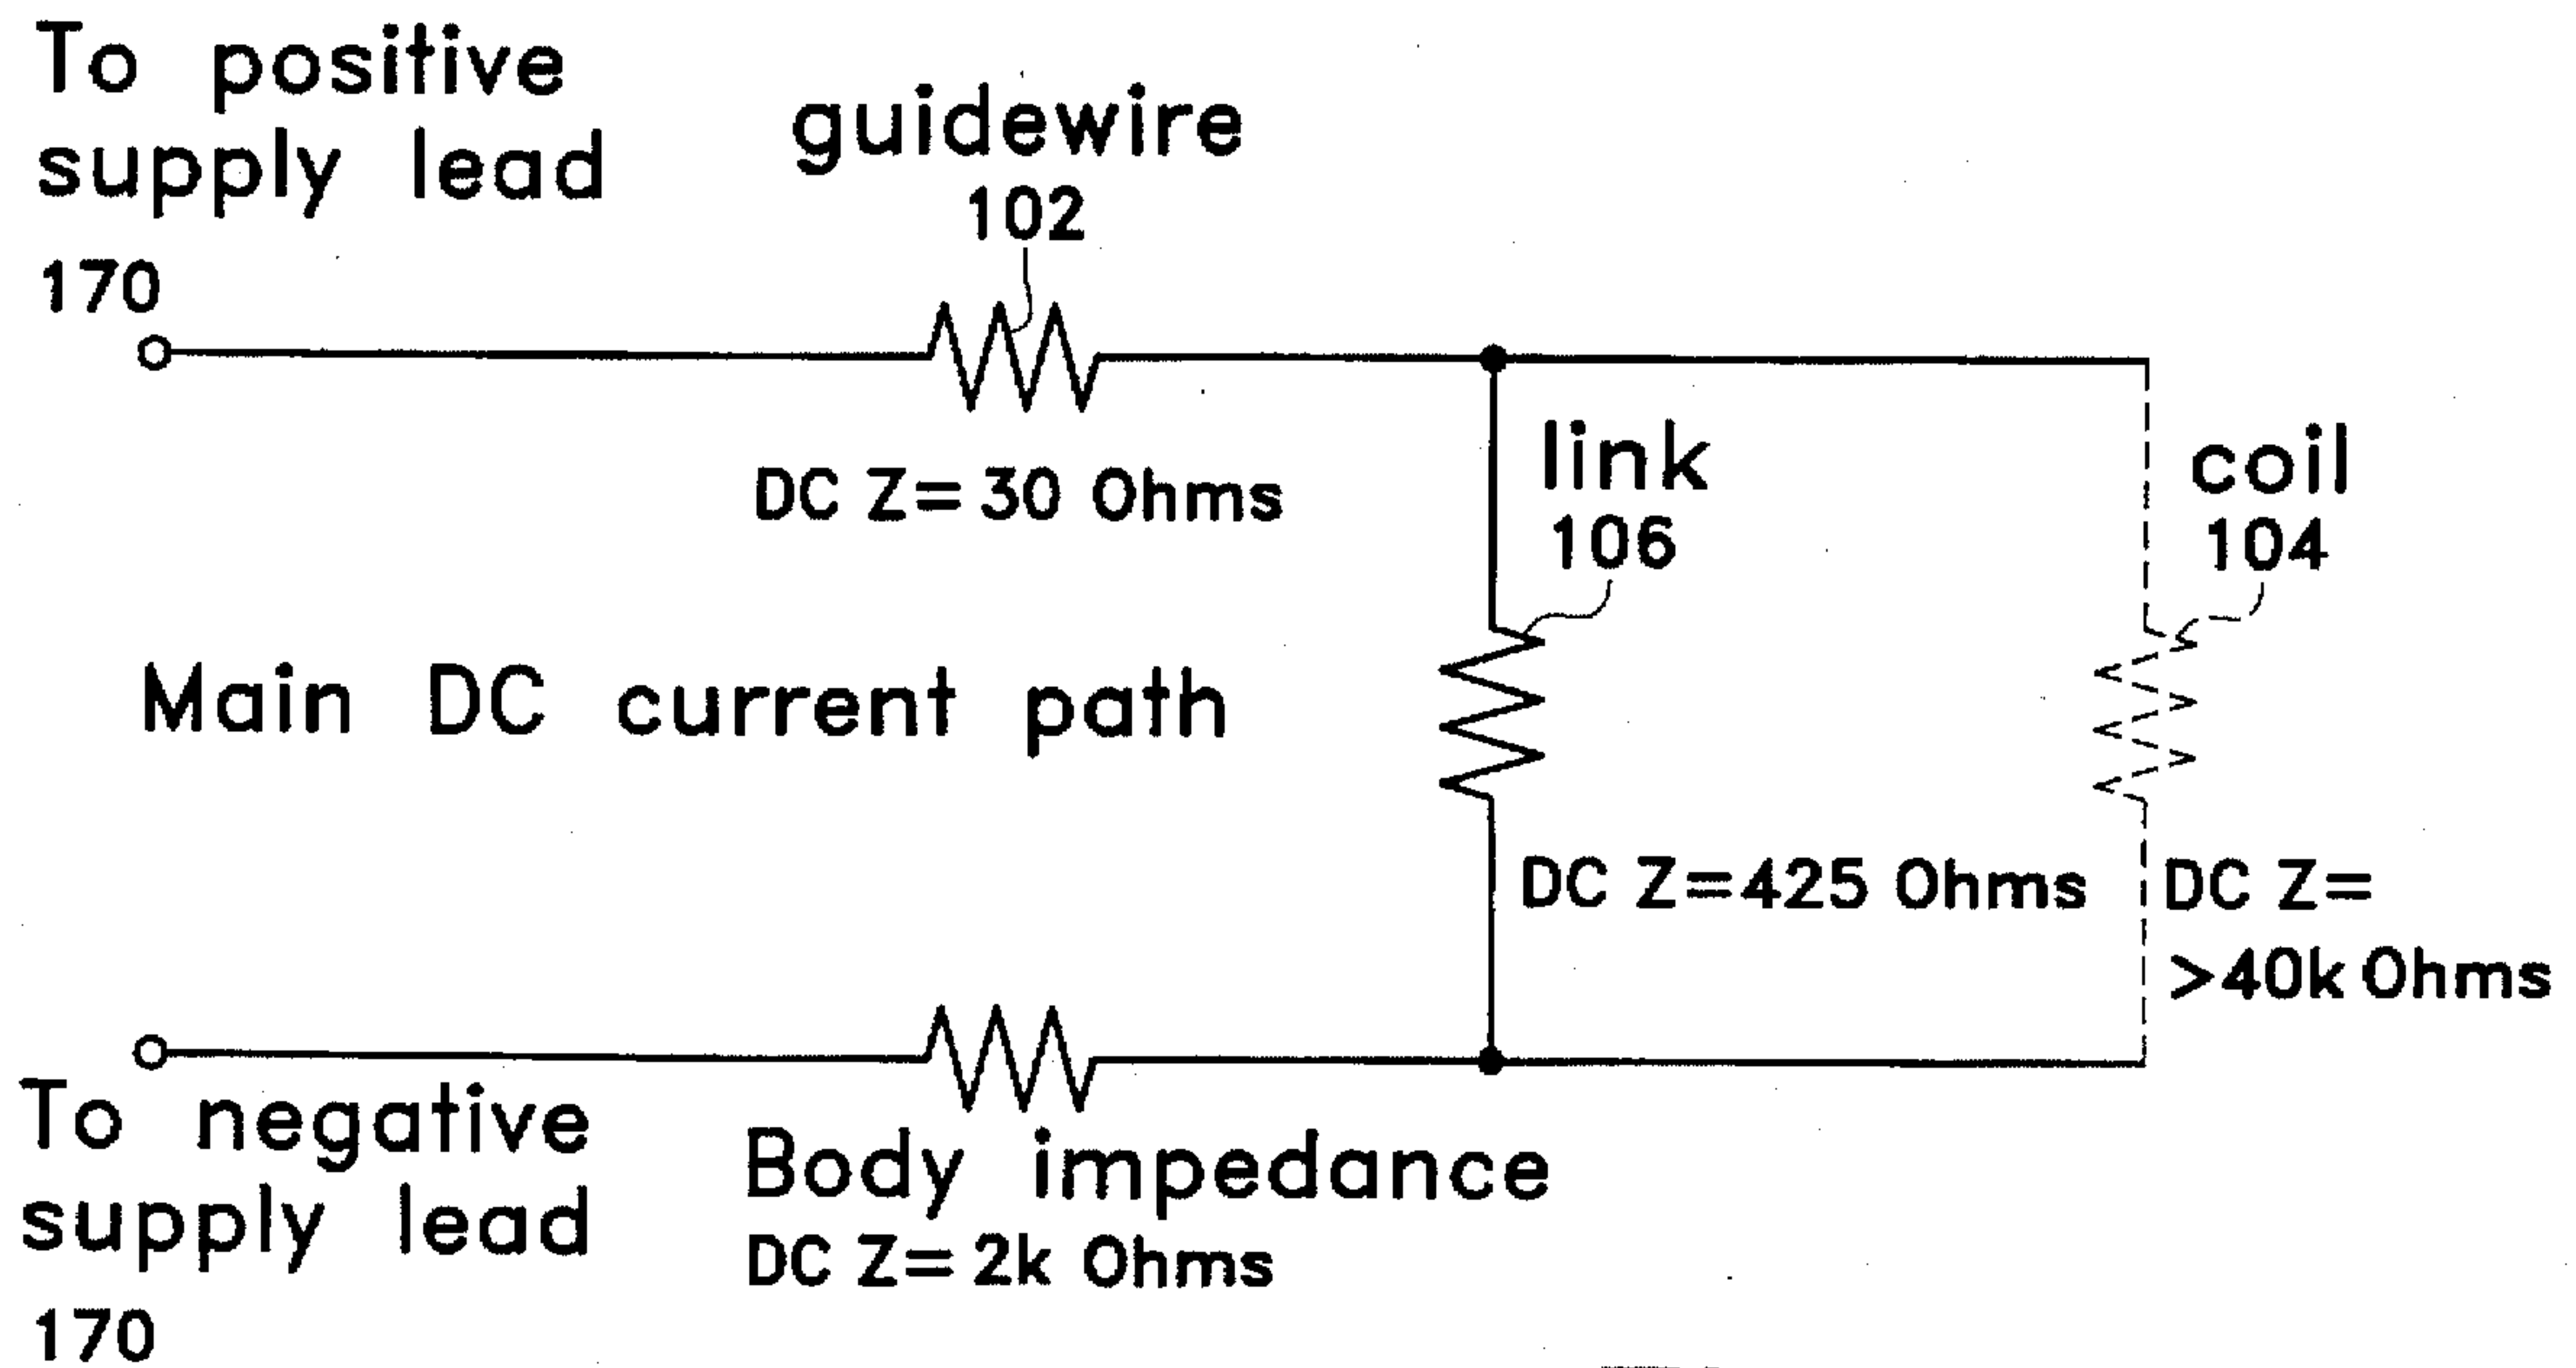 To positive
supply lead
170
guidewire
102
DC Z= 30 Ohms
link
106
coil
104
Main DC current path
DC Z=425 Ohms
DC Z=
>40k Ohms
To negative
supply lead
170
Body impedance
DC Z= 2k Ohms